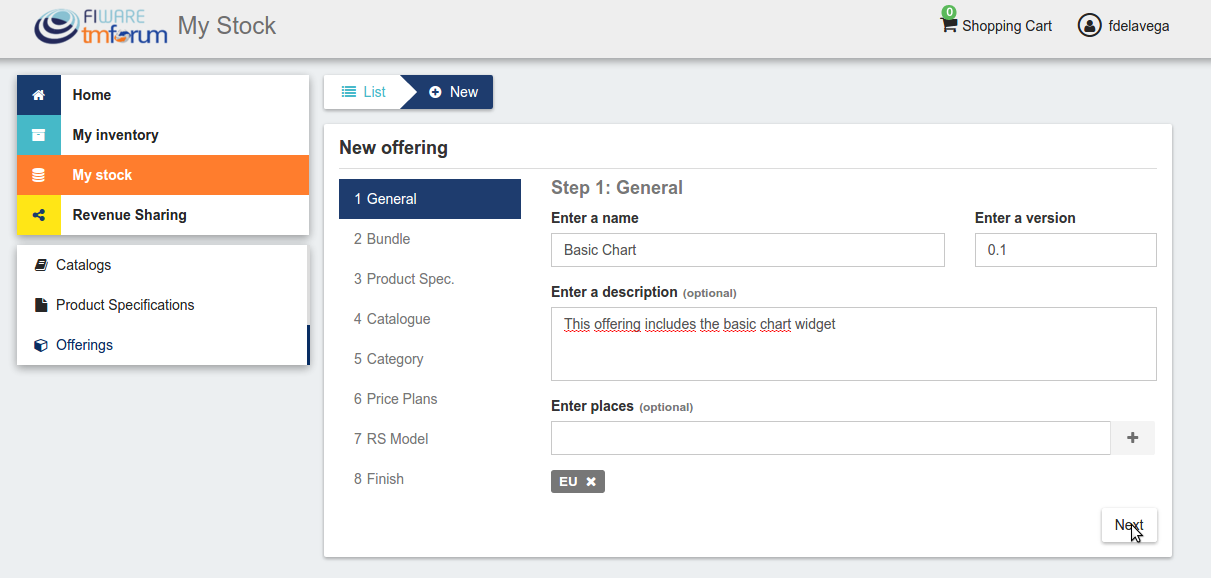 FIWARE
tmforum
My Stock
0
Shopping Cart
fdelavega
Home
My inventory
My stock
Revenue Sharing
Catalogs
Product Specifications
Offerings
List
New
New offering
1 General
2 Bundle
3 Product Spec.
4 Catalogue
5 Category
6 Price Plans
7 RS Model
8 Finish
Step 1: General
Enter a name
Enter a version
Basic Chart
0.1
Enter a description (optional)
This offering includes the basic chart widget
Enter places (optional)
EU
Next